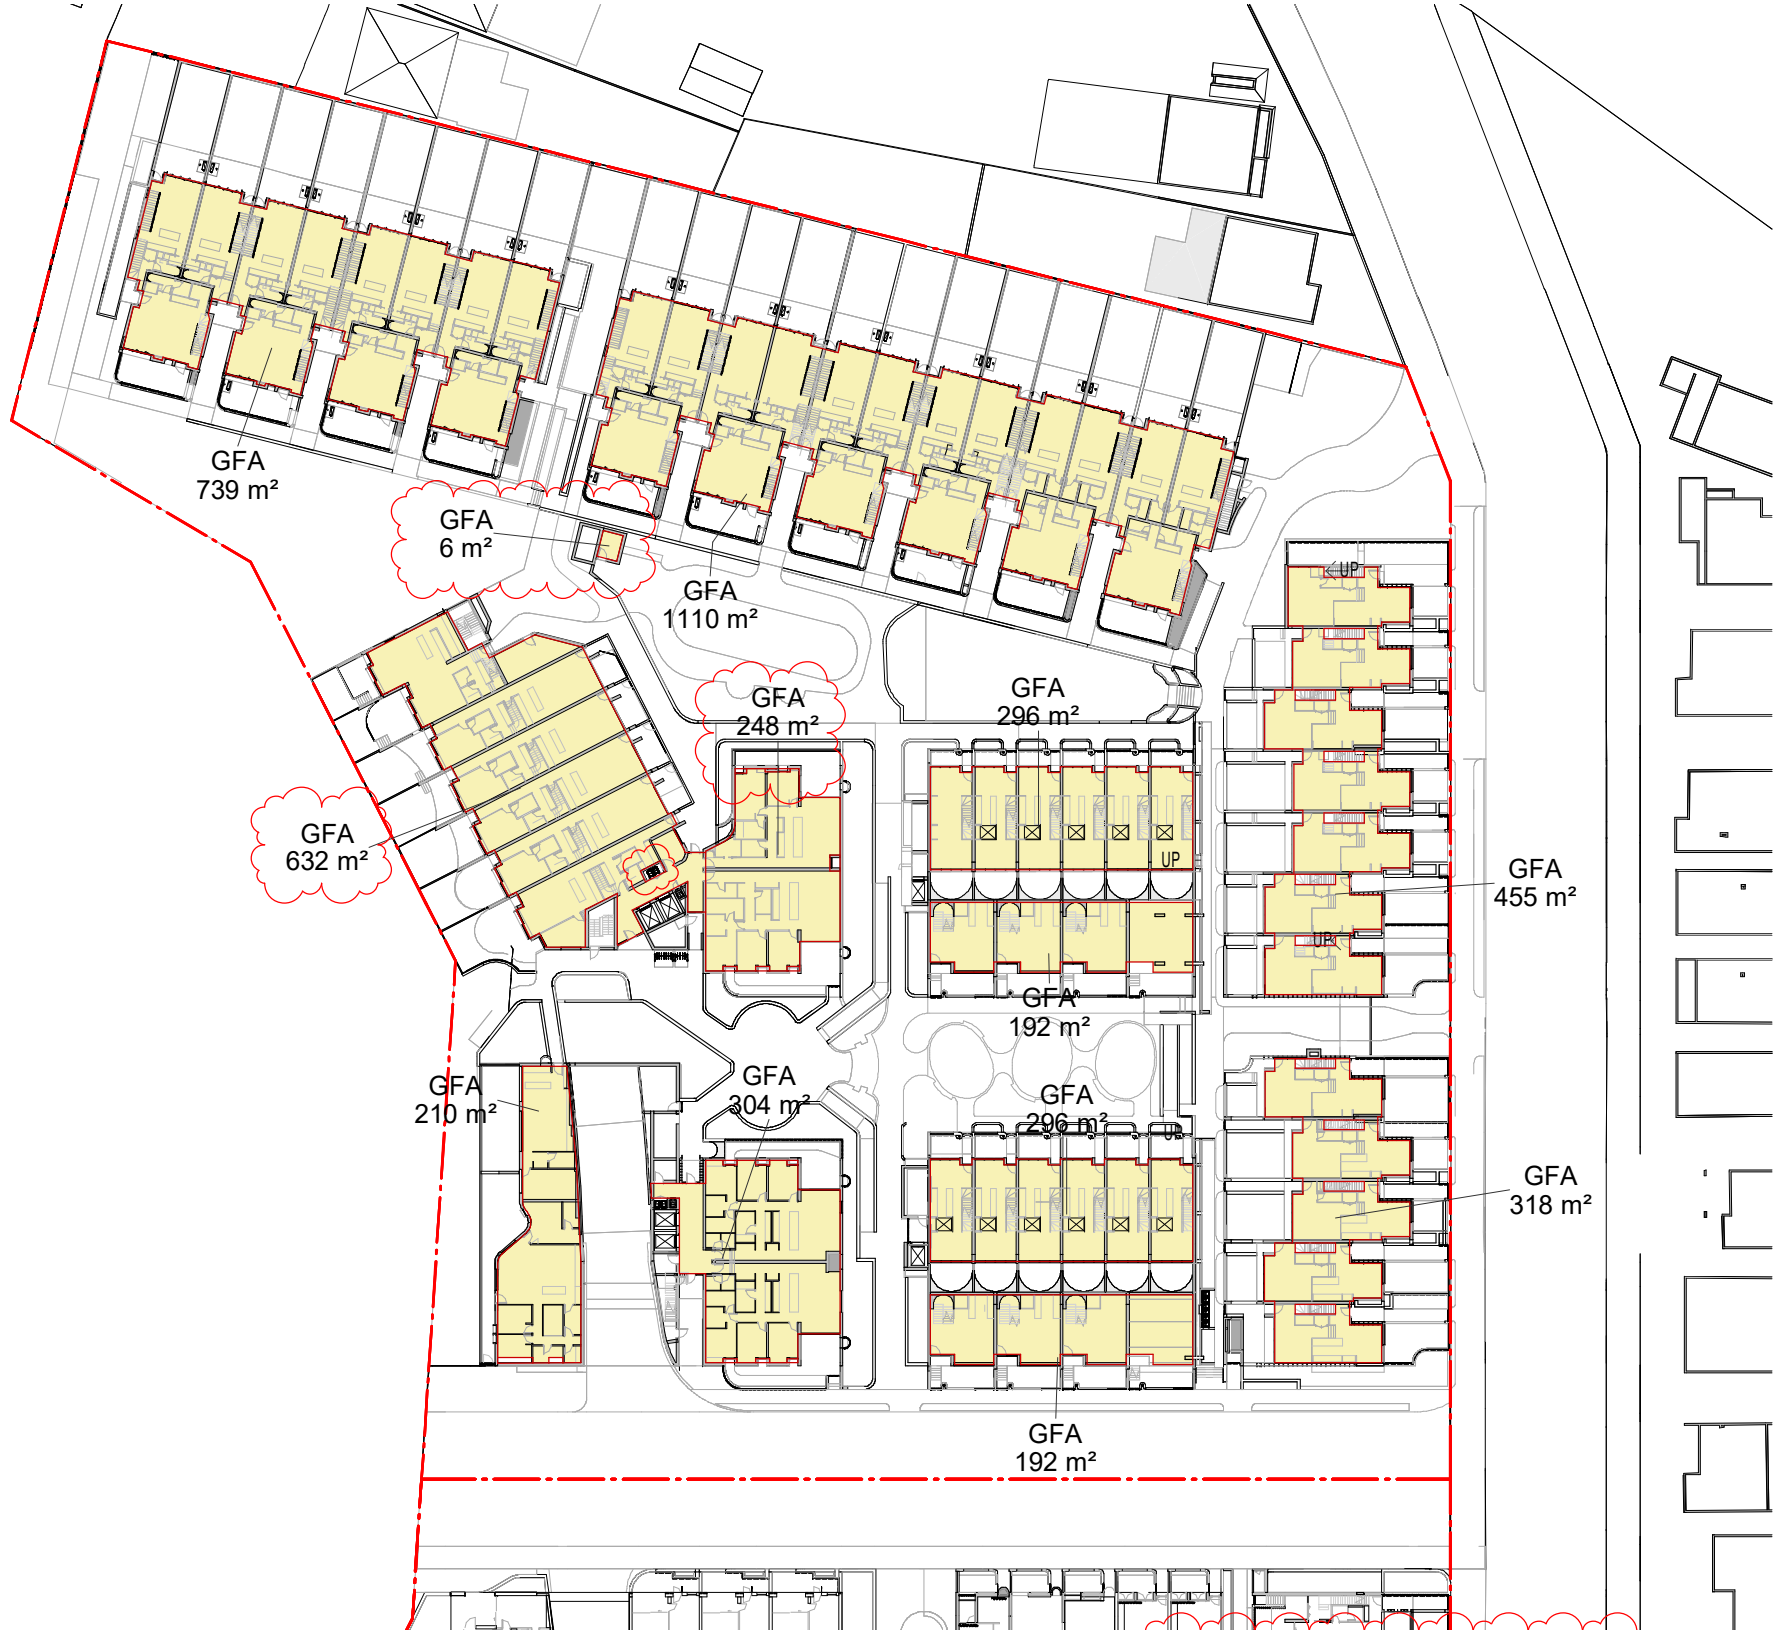 GFA
739 m²
GFA
6 m²
GFA
1110 m²
UP
GFA
248 m²
GFA
296 m²
GFA
632 m²
UP
GFA
455 m²
UP
GFA
192 m²
GFA
210 m²
GFA
304 m²
GFA
296 m²
UP
GFA
318 m²
GFA
192 m²